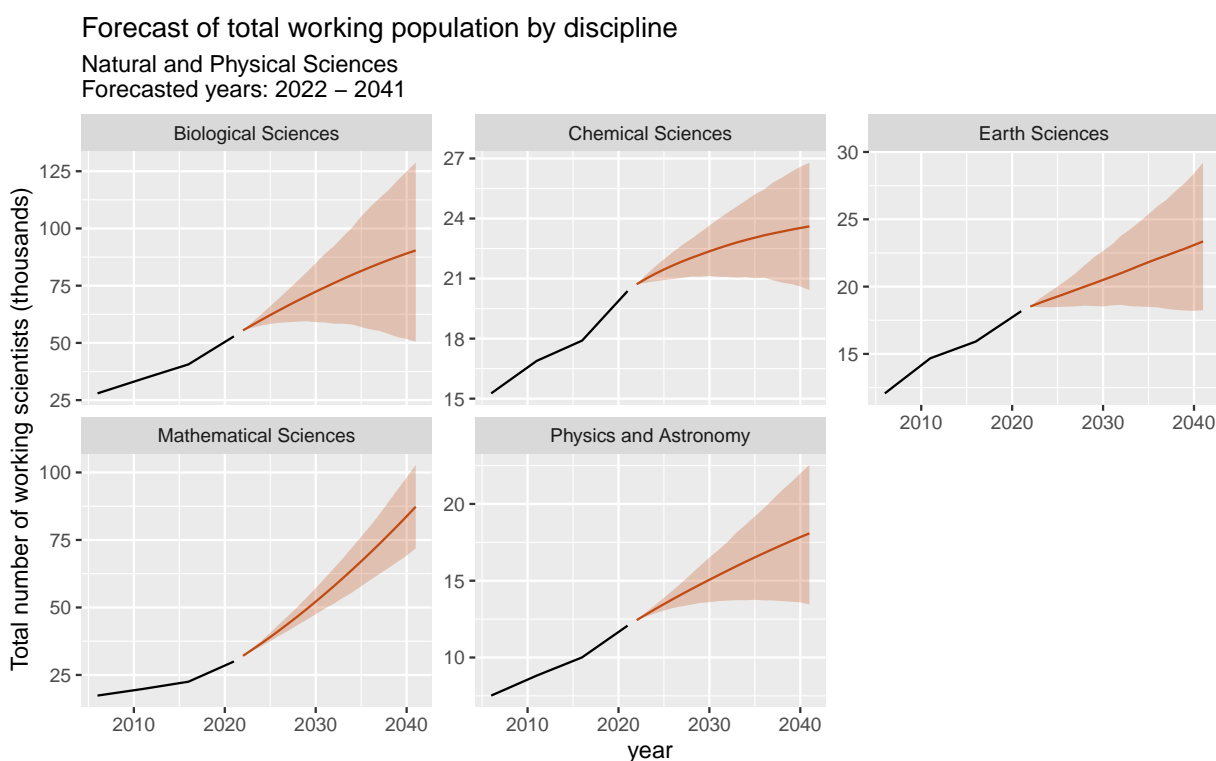 Forecast of total working population by discipline
Natural and Physical Sciences
Forecasted years: 2022 – 2041
Total number of working scientists (thousands)
Biological Sciences
125
100
75
50
25
Chemical Sciences
27
24
21
18
15
Earth Sciences
30
25
20
15
2010 2020 2030 2040
Mathematical Sciences
100
75
50
25
2010 2020 2030 2040
Physics and Astronomy
20
15
10
2010 2020 2030 2040
year